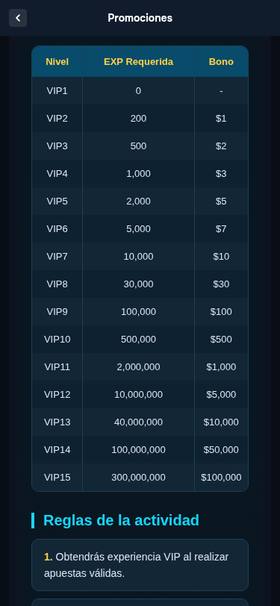 Promociones
Nivel EXP Requerida Bono
VIP1 0 -
VIP2 200 $1
VIP3 500 $2
VIP4 1,000 $3
VIP5 2,000 $5
VIP6 5,000 $7
VIP7 10,000 $10
VIP8 30,000 $30
VIP9 100,000 $100
VIP10 500,000 $500
VIP11 2,000,000 $1,000
VIP12 10,000,000 $5,000
VIP13 40,000,000 $10,000
VIP14 100,000,000 $50,000
VIP15 300,000,000 $100,000
Reglas de la actividad
1. Obtendrás experiencia VIP al realizar
apuestas válidas.